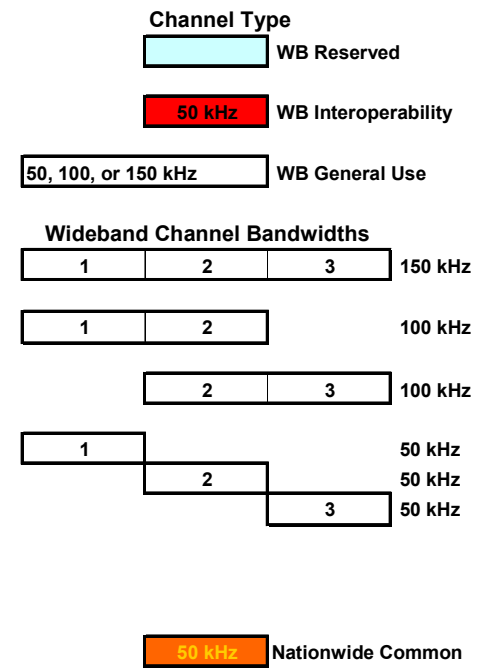 Channel Type
WB Reserved
50 kHz WB Interoperability
50, 100, or 150 kHz WB General Use
Wideband Channel Bandwidths
1 2 3 150 kHz
1 2 100 kHz
2 3 100 kHz
1 50 kHz
2 50 kHz
3 50 kHz
50 kHz Nationwide Common